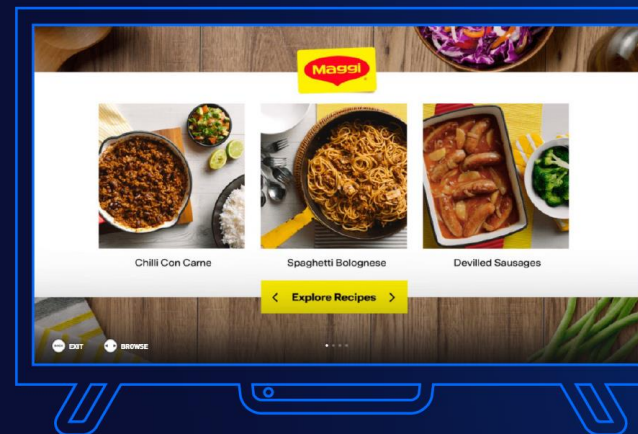 Maggi
Chilli Con Carne
Spaghetti Bolognese
Devilled Sausages
< Explore Recipes >
EXIT
BROWSE